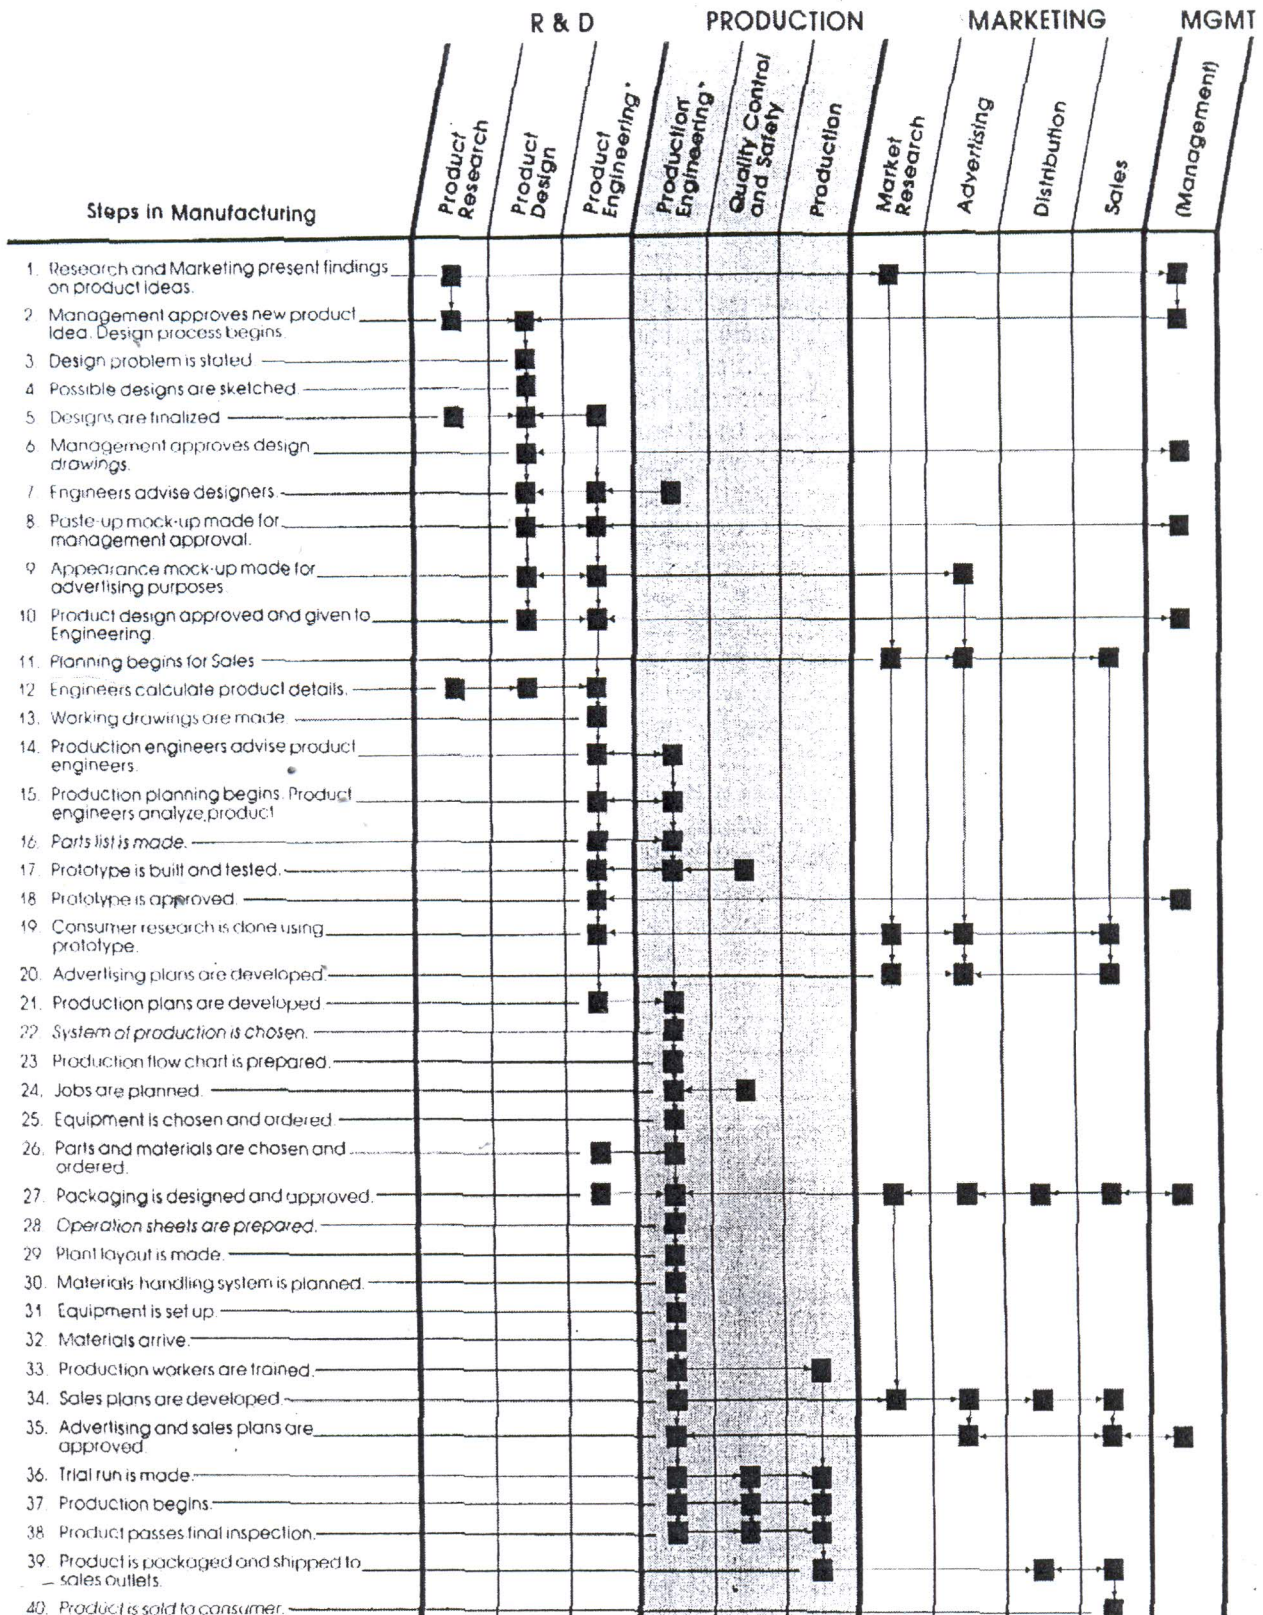 R & D PRODUCTION MARKETING MGMT
Product
Research
Product
Design
Product
Engineering*
Production
Engineering*
Quality Control
and Safety
Production
Market
Research
Advertising
Distribution
Sales
(Management)
Steps in Manufacturing
1. Research and Marketing present findings
on product ideas.
2. Management approves new product
idea. Design process begins.
3 Design problem is stated
4 Possible designs are sketched
5 Designs are finalized
6 Management approves design
drawings.
7 Engineers advise designers.
8. Paste-up mock-up made for
management approval.
9 Appearance mock-up made for
advertising purposes
10 Product design approved and given to
Engineering.
11. Planning begins for Sales
12 Engineers calculate product details.
13. Working drawings are made
14. Production engineers advise product
engineers.
15. Production planning begins. Product
engineers analyze product
16 Parts list is made.
17. Prototype is built and tested.
18 Prototype is approved.
19. Consumer research is done using
prototype.
20. Advertising plans are developed.
21. Production plans are developed
22. System of production is chosen.
23 Production flow chart is prepared.
24. Jobs are planned.
25. Equipment is chosen and ordered.
26. Parts and materials are chosen and
ordered.
27. Packaging is designed and approved.
28. Operation sheets are prepared.
29 Plant layout is made.
30. Materials handling system is planned.
31 Equipment is set up.
32. Materials arrive.
33. Production workers are trained.
34. Sales plans are developed
35. Advertising and sales plans are
approved
36. Trial run is made.
37. Production begins.
38 Product passes final inspection.
39. Product is packaged and shipped to
sales outlets.
40. Product is sold to consumer.